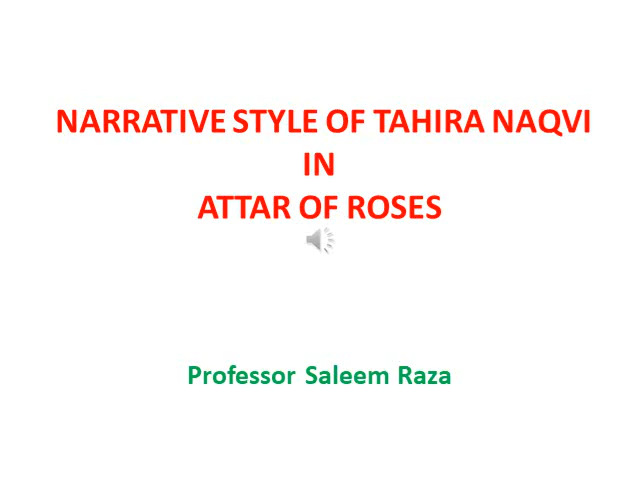 NARRATIVE STYLE OF TAHIRA NAQVI
IN
ATTAR OF ROSES
Professor Saleem Raza